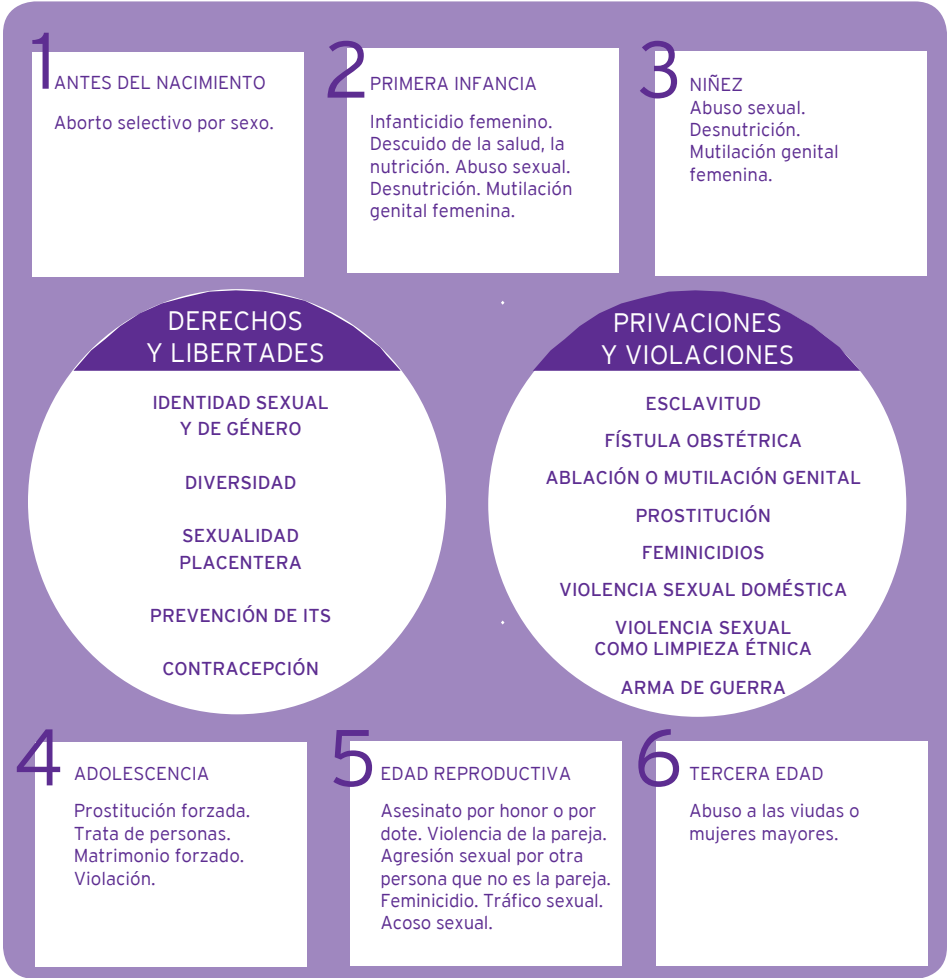 1
ANTES DEL NACIMIENTO
Aborto selectivo por sexo.
2
PRIMERA INFANCIA
Infanticidio femenino.
Descuido de la salud, la
nutrición. Abuso sexual.
Desnutrición. Mutilación
genital femenina.
3
NIÑEZ
Abuso sexual.
Desnutrición.
Mutilación genital
femenina.
DERECHOS
Y LIBERTADES
IDENTIDAD SEXUAL
Y DE GÉNERO
DIVERSIDAD
SEXUALIDAD
PLACENTERA
PREVENCIÓN DE ITS
CONTRACEPCIÓN
PRIVACIONES
Y VIOLACIONES
ESCLAVITUD
FÍSTULA OBSTÉTRICA
ABLACIÓN O MUTILACIÓN GENITAL
PROSTITUCIÓN
FEMINICIDIOS
VIOLENCIA SEXUAL DOMÉSTICA
VIOLENCIA SEXUAL
COMO LIMPIEZA ÉTNICA
ARMA DE GUERRA
4
ADOLESCENCIA
Prostitución forzada.
Trata de personas.
Matrimonio forzado.
Violación.
5
EDAD REPRODUCTIVA
Asesinato por honor o por
dote. Violencia de la pareja.
Agresión sexual por otra
persona que no es la pareja.
Feminicidio. Tráfico sexual.
Acoso sexual.
6
TERCERA EDAD
Abuso a las viudas o
mujeres mayores.